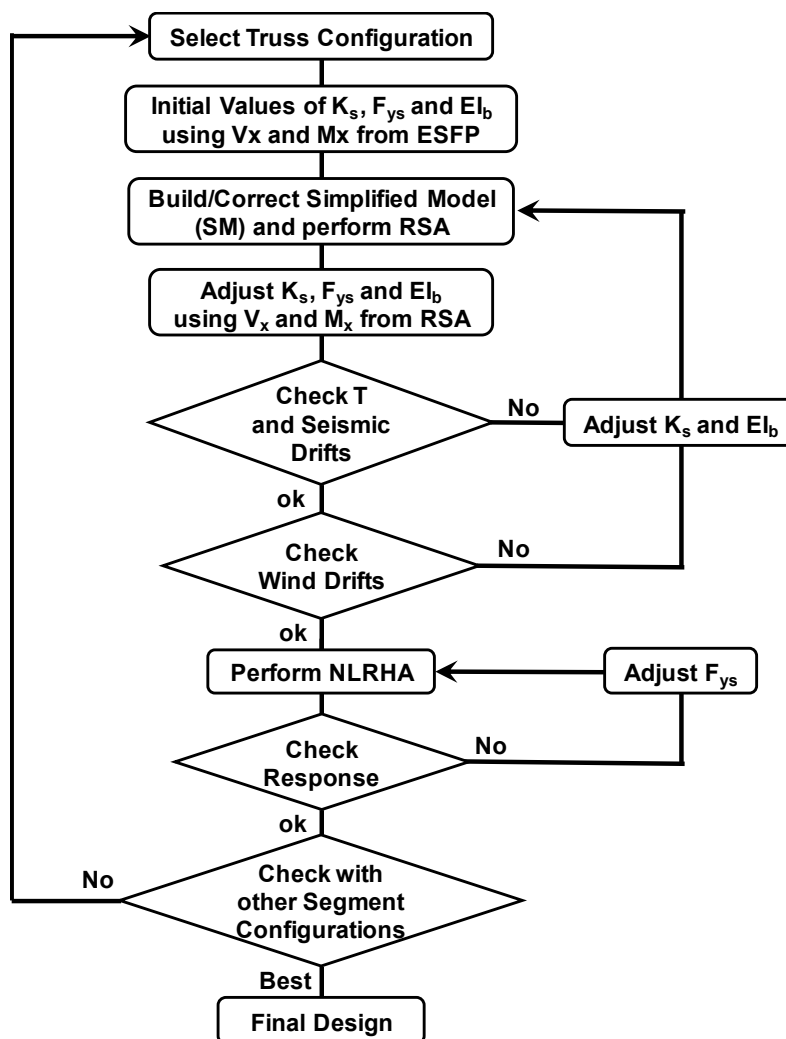 Select Truss Configuration
Initial Values of Ks, Fys and EIb
using Vx and Mx from ESFP
Build/Correct Simplified Model
(SM) and perform RSA
Adjust Ks, Fys and EIb
using Vx and Mx from RSA
Check T
and Seismic
Drifts
No
Adjust Ks and EIb
ok
Check
Wind Drifts
No
ok
Perform NLRHA
Adjust Fys
Check
Response
No
ok
Check with
other Segment
Configurations
No
Best
Final Design